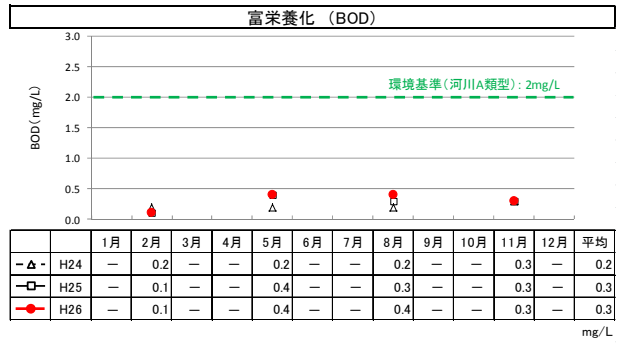 富栄養化 （BOD）
3.0
2.5
2.0
1.5
1.0
0.5
0.0
BOD（mg/L）
環境基準（河川A類型）：2mg/L
1月 2月 3月 4月 5月 6月 7月 8月 9月 10月 11月 12月 平均
H24 － 0.2 － － 0.2 － － 0.2 － － 0.3 － 0.2
H25 － 0.1 － － 0.4 － － 0.3 － － 0.3 － 0.3
H26 － 0.1 － － 0.4 － － 0.4 － － 0.3 － 0.3
mg/L